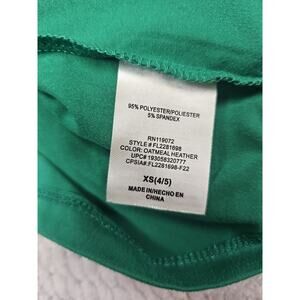 95% POLYESTER/POLIESTER
5% SPANDEX
RN119072
STYLE # FL2281698
COLOR: OATMEAL HEATHER
UPC# 193058320777
CPSIA#: FL2281698-F22
XS(4/5)
MADE IN/HECHO EN
CHINA